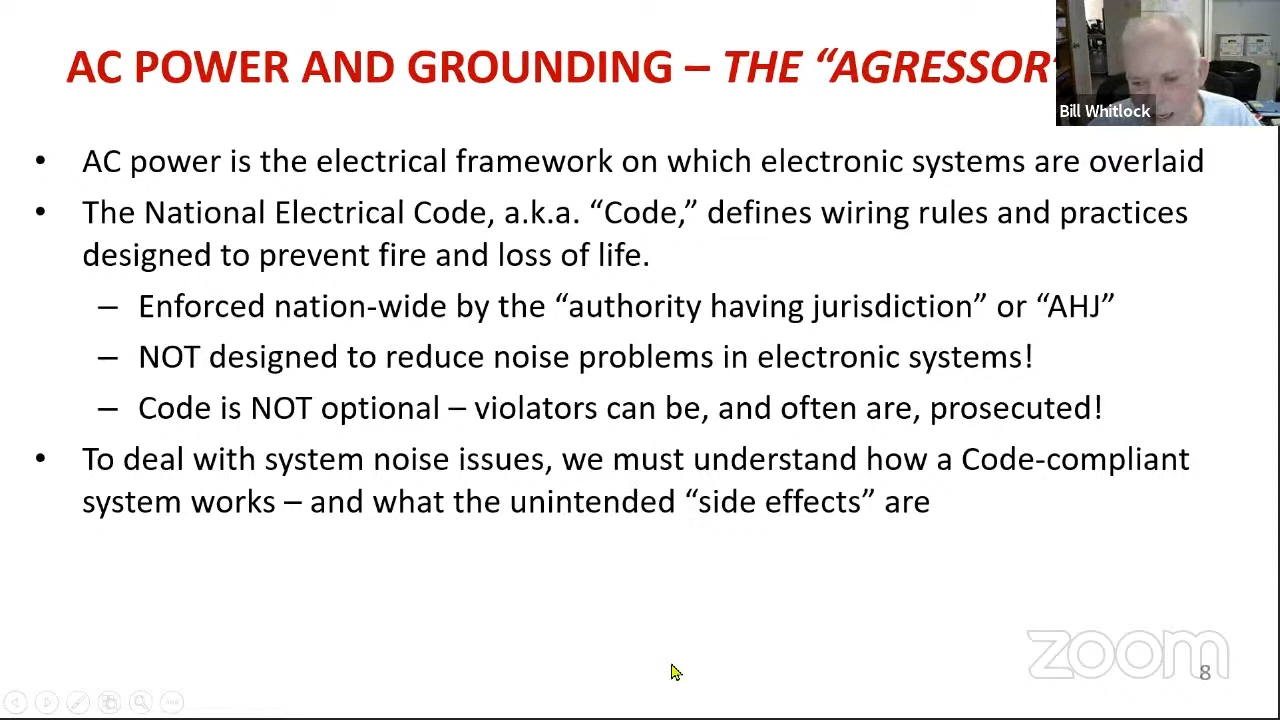 AC POWER AND GROUNDING – THE “AGRESSOR”
Bill Whitlock
• AC power is the electrical framework on which electronic systems are overlaid
• The National Electrical Code, a.k.a. “Code,” defines wiring rules and practices
designed to prevent fire and loss of life.
– Enforced nation-wide by the “authority having jurisdiction” or “AHJ”
– NOT designed to reduce noise problems in electronic systems!
– Code is NOT optional – violators can be, and often are, prosecuted!
• To deal with system noise issues, we must understand how a Code-compliant
system works – and what the unintended “side effects” are
zoom
8